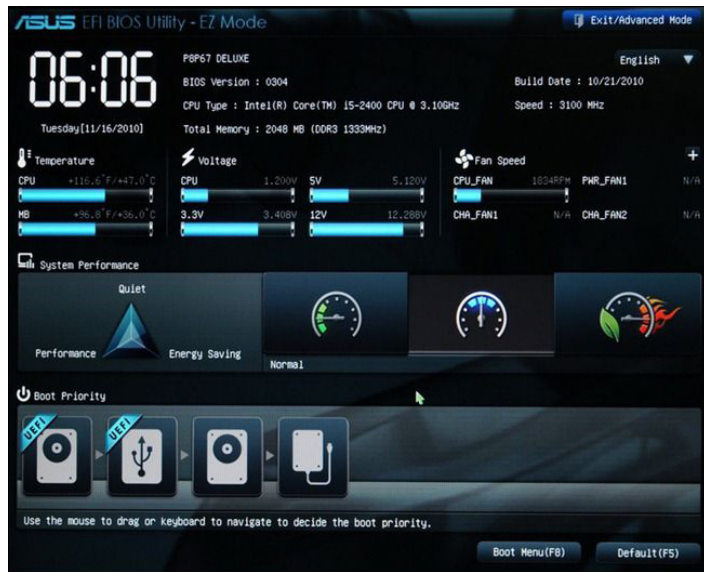 ASUS EFI BIOS Utility - EZ Mode
Exit/Advanced Mode
06:06
Tuesday[11/16/2010]
P8P67 DELUXE
English
BIOS Version : 0304
Build Date : 10/21/2010
CPU Type : Intel(R) Core(TM) i5-2400 CPU @ 3.10GHz
Speed : 3100 MHz
Total Memory : 2048 MB (DDR3 1333MHz)
Temperature
CPU +116.6°F/+47.0°C
MB +96.8°F/+36.0°C
Voltage
CPU 1.200V 5V 5.120V
3.3V 3.408V 12V 12.288V
Fan Speed
+
CPU_FAN 1834RPM PWR_FAN1 N/A
CHA_FAN1 N/A CHA_FAN2 N/A
System Performance
Quiet
Performance
Energy Saving
Normal
Boot Priority
UEFI
UEFI
Use the mouse to drag or keyboard to navigate to decide the boot priority.
Boot Menu(F8)
Default(F5)